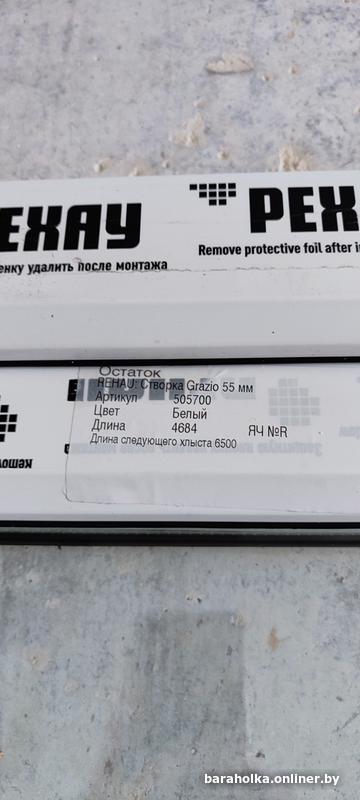 ЕХАУ
РЕХ
Remove protective foil after i
енку удалить после монтажа
Остаток
REHAU: Створка Grazio 55 мм
Артикул 505700
Цвет Белый
Длина 4684 ЯЧ №R
Длина следующего хлыста 6500
baraholka.onliner.by